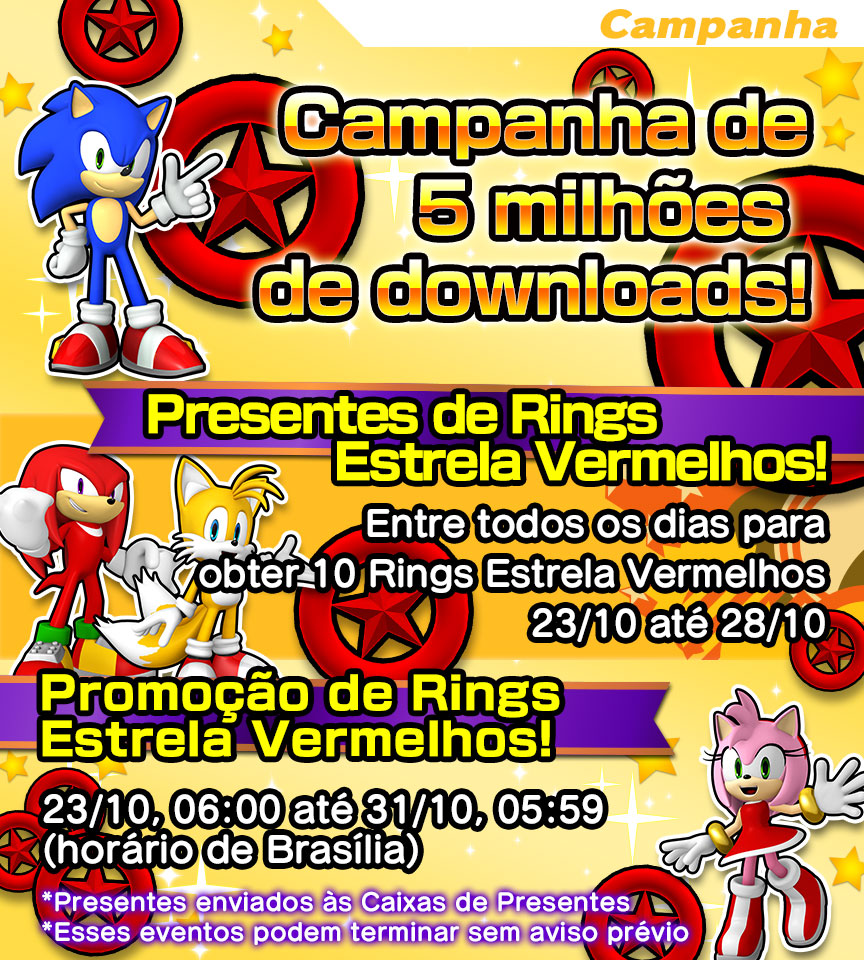 Campanha
Campanha de
5 milhões
de downloads!
Presentes de Rings
Estrela Vermelhos!
Entre todos os dias para
obter 10 Rings Estrela Vermelhos
23/10 até 28/10
Promoção de Rings
Estrela Vermelhos!
23/10, 06:00 até 31/10, 05:59
(horário de Brasília)
*Presentes enviados às Caixas de Presentes
*Esses eventos podem terminar sem aviso prévio